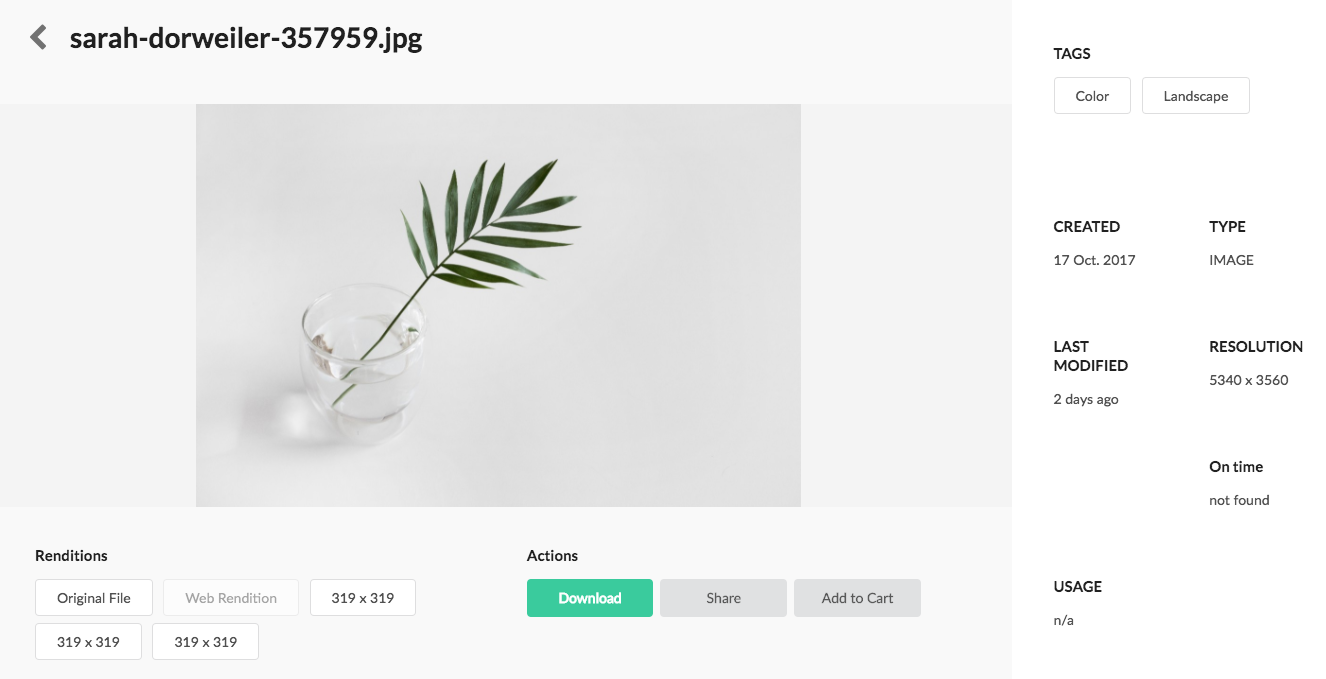 sarah-dorweiler-357959.jpg
Renditions
Original File
Web Rendition
319 x 319
319 x 319
319 x 319
Actions
Download
Share
Add to Cart
TAGS
Color
Landscape
CREATED
17 Oct. 2017
TYPE
IMAGE
LAST
MODIFIED
2 days ago
RESOLUTION
5340 x 3560
On time
not found
USAGE
n/a